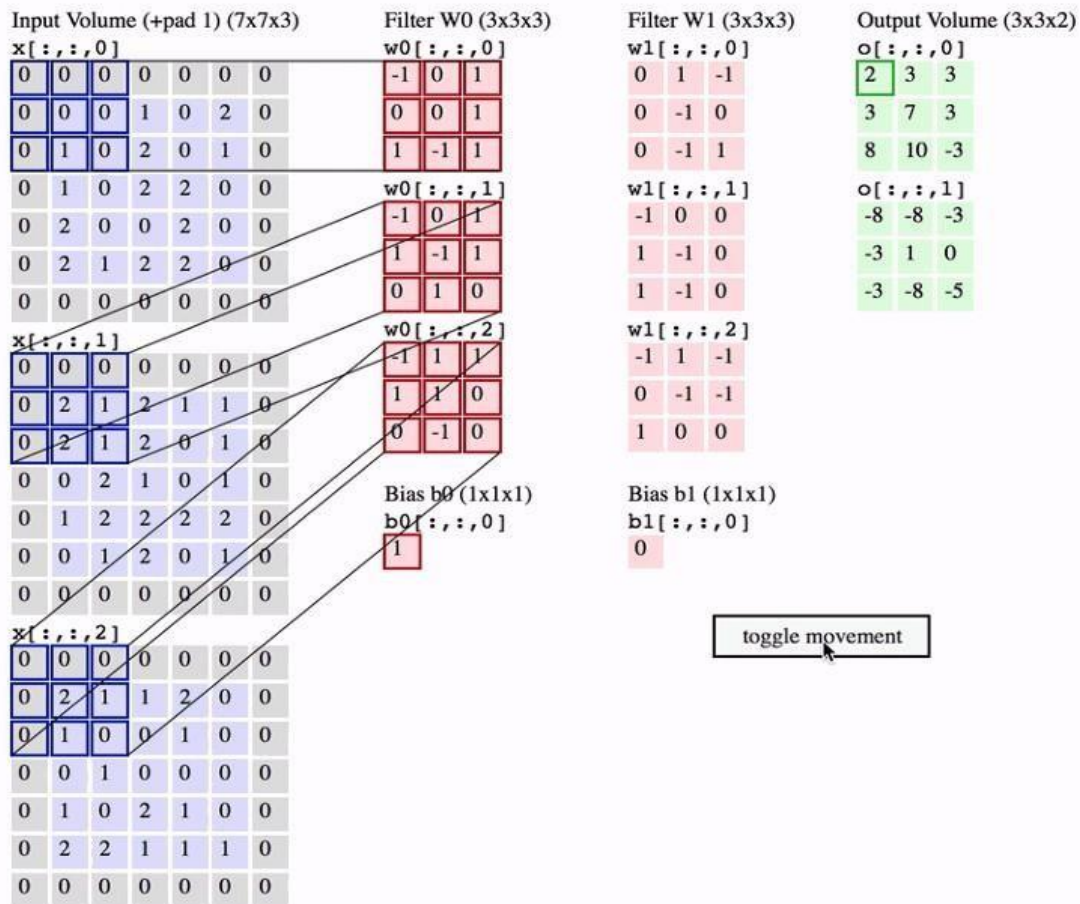 Input Volume (+pad 1) (7x7x3)
x[:,:,0]
0 0 0 0 0 0 0
0 0 0 1 0 2 0
0 1 0 2 0 1 0
0 1 0 2 2 0 0
0 2 0 0 2 0 0
0 2 1 2 2 0 0
0 0 0 0 0 0 0
x[:,:,1]
0 0 0 0 0 0 0
0 2 1 2 1 1 0
0 2 1 2 0 1 0
0 0 2 1 0 1 0
0 1 2 2 2 2 0
0 0 1 2 0 1 0
0 0 0 0 0 0 0
x[:,:,2]
0 0 0 0 0 0 0
0 2 1 1 2 0 0
0 1 0 0 1 0 0
0 0 1 0 0 0 0
0 1 0 2 1 0 0
0 2 2 1 1 1 0
0 0 0 0 0 0 0
Filter W0 (3x3x3)
w0[:,:,0]
-1 0 1
0 0 1
1 -1 1
w0[:,:,1]
-1 0 1
1 -1 1
0 1 0
w0[:,:,2]
-1 1 1
1 1 0
0 -1 0
Bias b0 (1x1x1)
b0[:,:,0]
1
Filter W1 (3x3x3)
w1[:,:,0]
0 1 -1
0 -1 0
0 -1 1
w1[:,:,1]
-1 0 0
1 -1 0
1 -1 0
w1[:,:,2]
-1 1 -1
0 -1 -1
1 0 0
Bias b1 (1x1x1)
b1[:,:,0]
0
Output Volume (3x3x2)
o[:,:,0]
2 3 3
3 7 3
8 10 -3
o[:,:,1]
-8 -8 -3
-3 1 0
-3 -8 -5
toggle movement